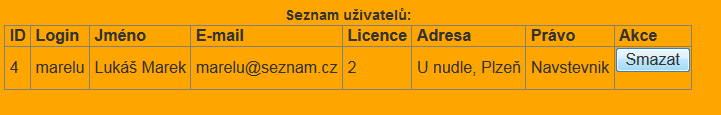 Seznam uživatelů:
ID Login Jméno E-mail Licence Adresa Právo Akce
4 marelu Lukáš Marek marelu@seznam.cz 2 U nudle, Plzeň Navstevnik Smazat